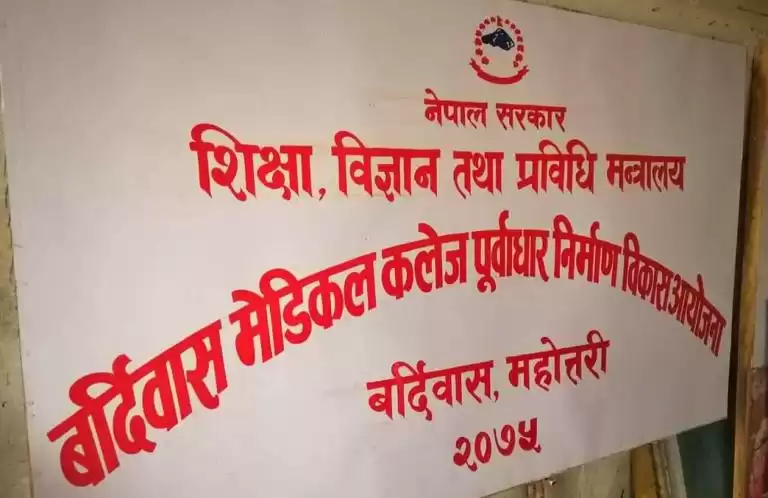 नेपाल सरकार
शिक्षा, विज्ञान तथा प्रविधि मन्त्रालय
बर्दिवास मेडिकल कलेज पूर्वाधार निर्माण विकास आयोजना
बर्दिवास, महोत्तरी
२०७५